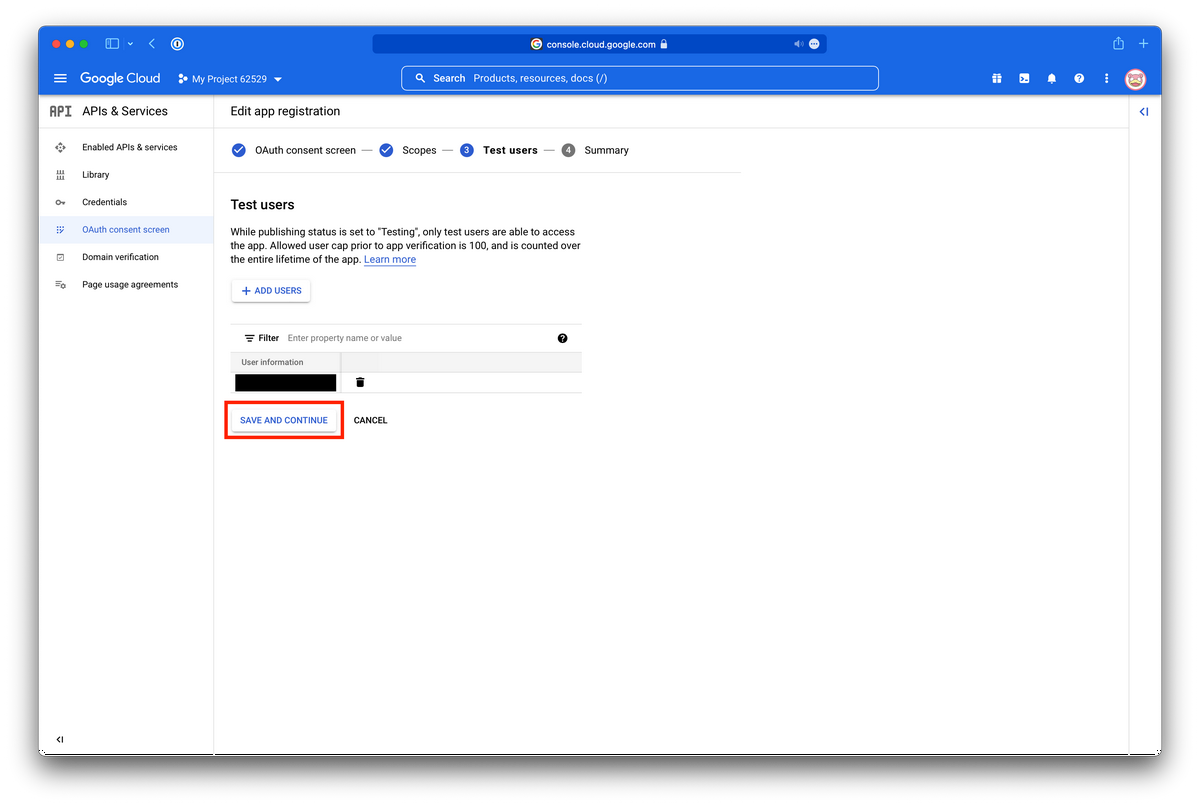 console.cloud.google.com
Google Cloud
My Project 62529
Search Products, resources, docs (/)
API APIs & Services
Edit app registration
Enabled APIs & services
Library
Credentials
OAuth consent screen
Domain verification
Page usage agreements
OAuth consent screen — Scopes — 3 Test users — 4 Summary
Test users
While publishing status is set to "Testing", only test users are able to access
the app. Allowed user cap prior to app verification is 100, and is counted over
the entire lifetime of the app. Learn more
+ ADD USERS
Filter Enter property name or value
User information
SAVE AND CONTINUE CANCEL